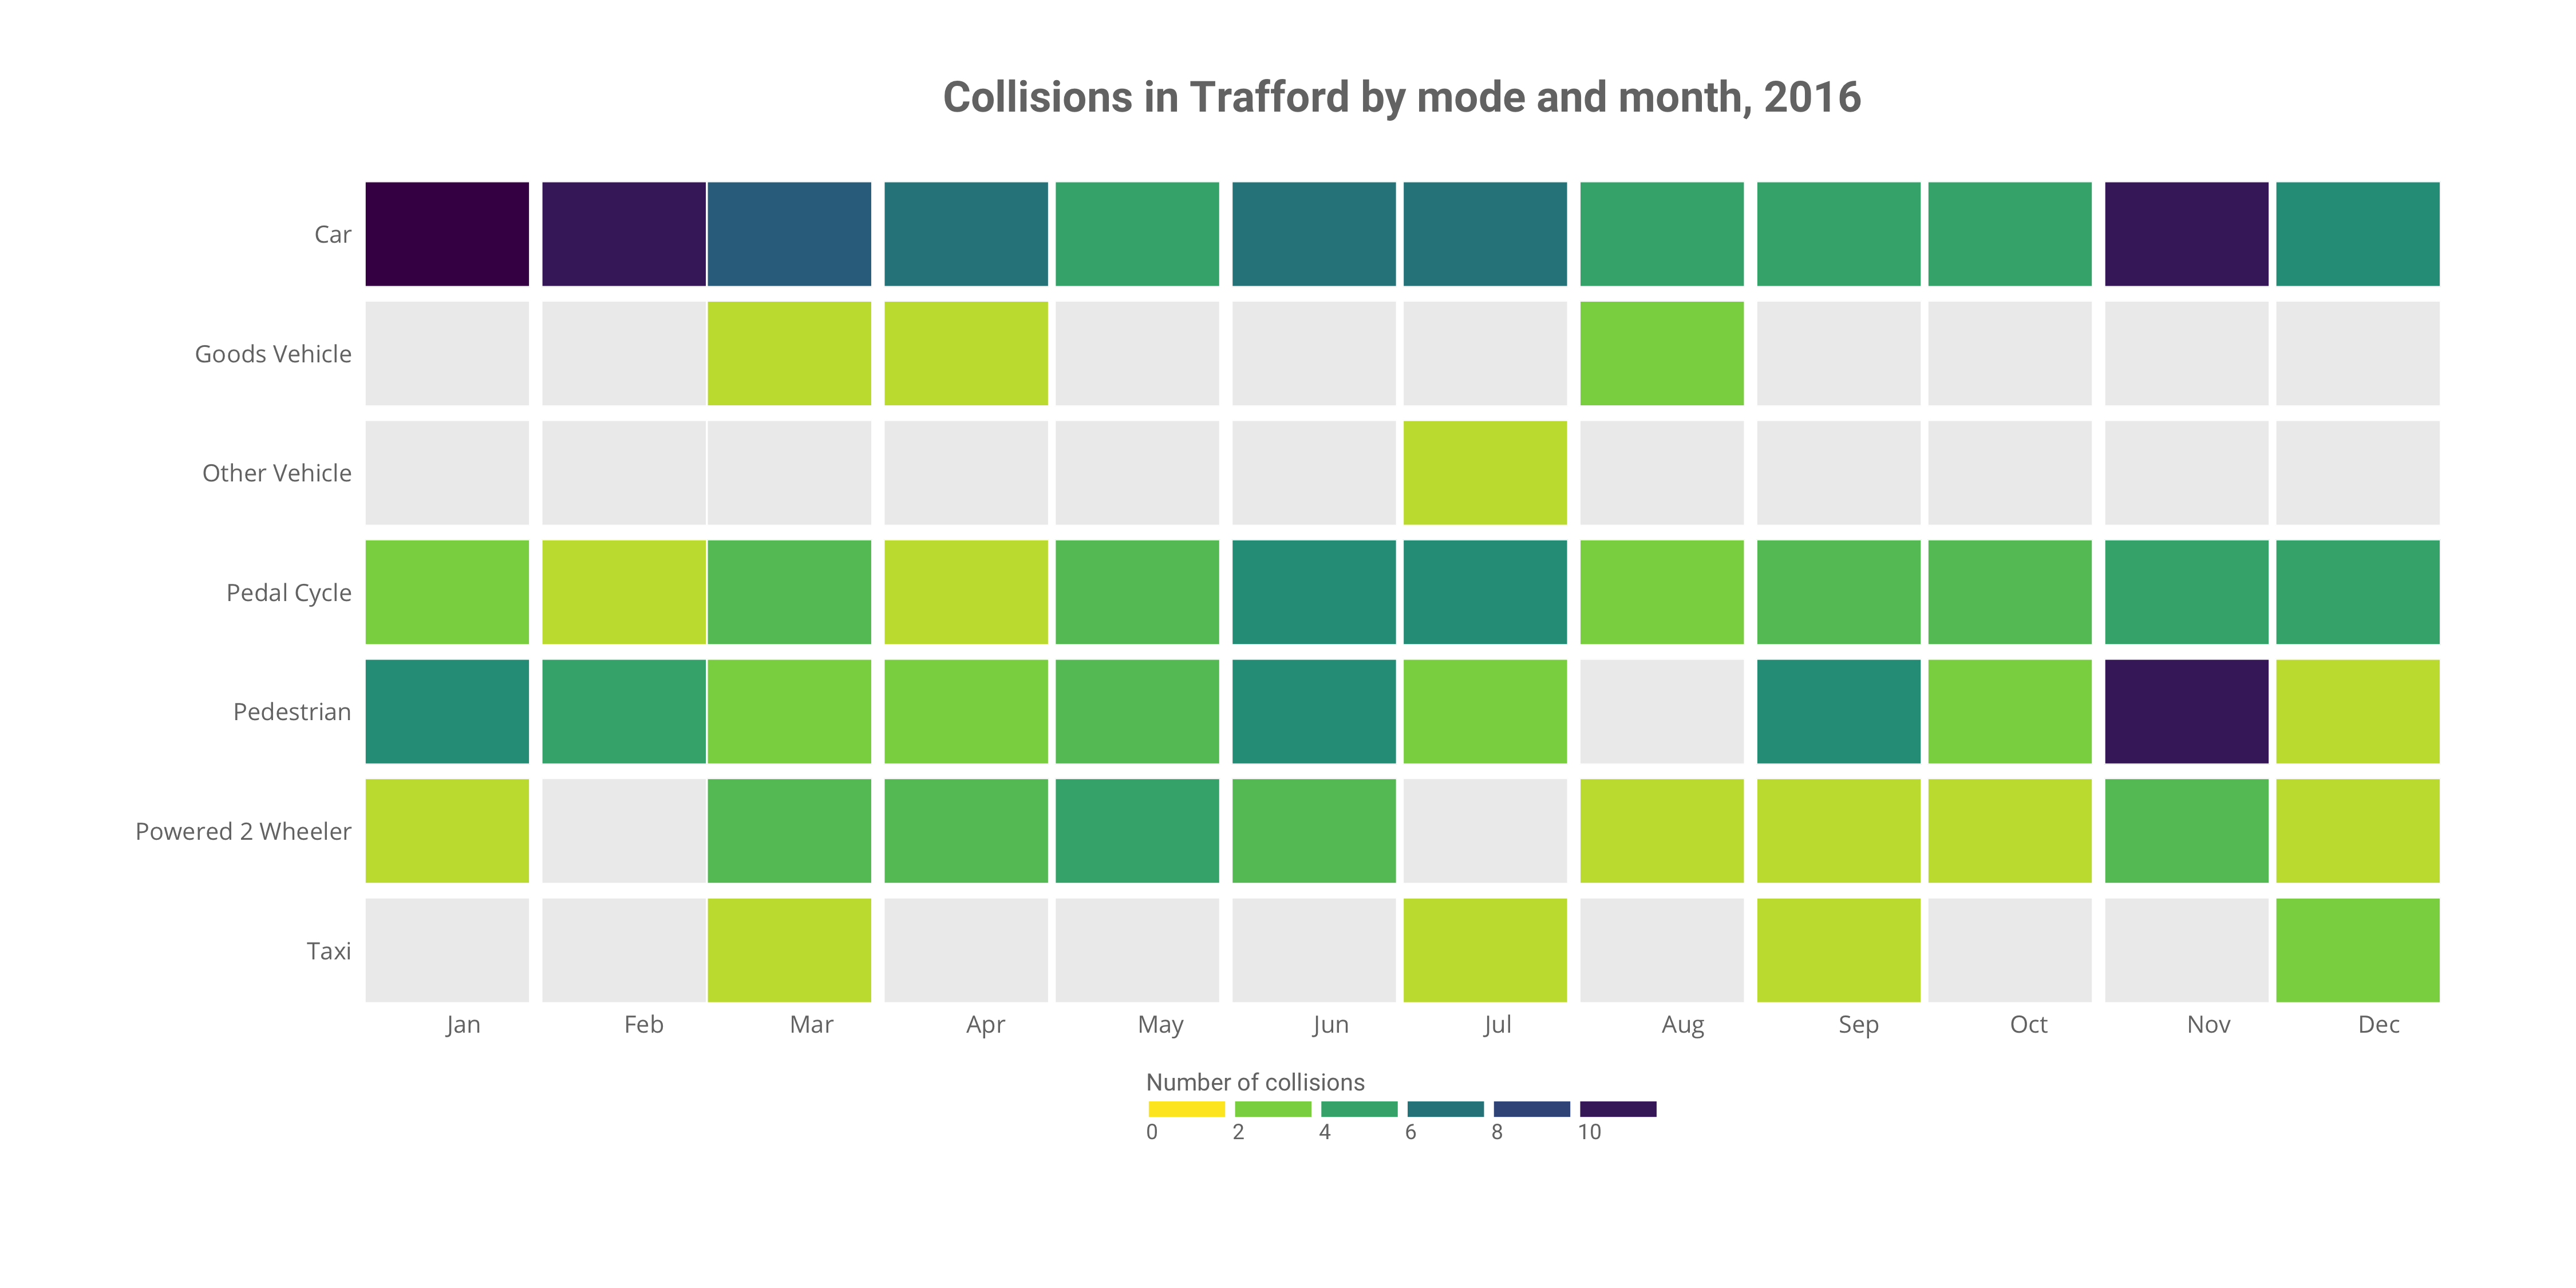 Collisions in Trafford by mode and month, 2016
Car
Goods Vehicle
Other Vehicle
Pedal Cycle
Pedestrian
Powered 2 Wheeler
Taxi
Jan Feb Mar Apr May Jun Jul Aug Sep Oct Nov Dec
Number of collisions
0 2 4 6 8 10